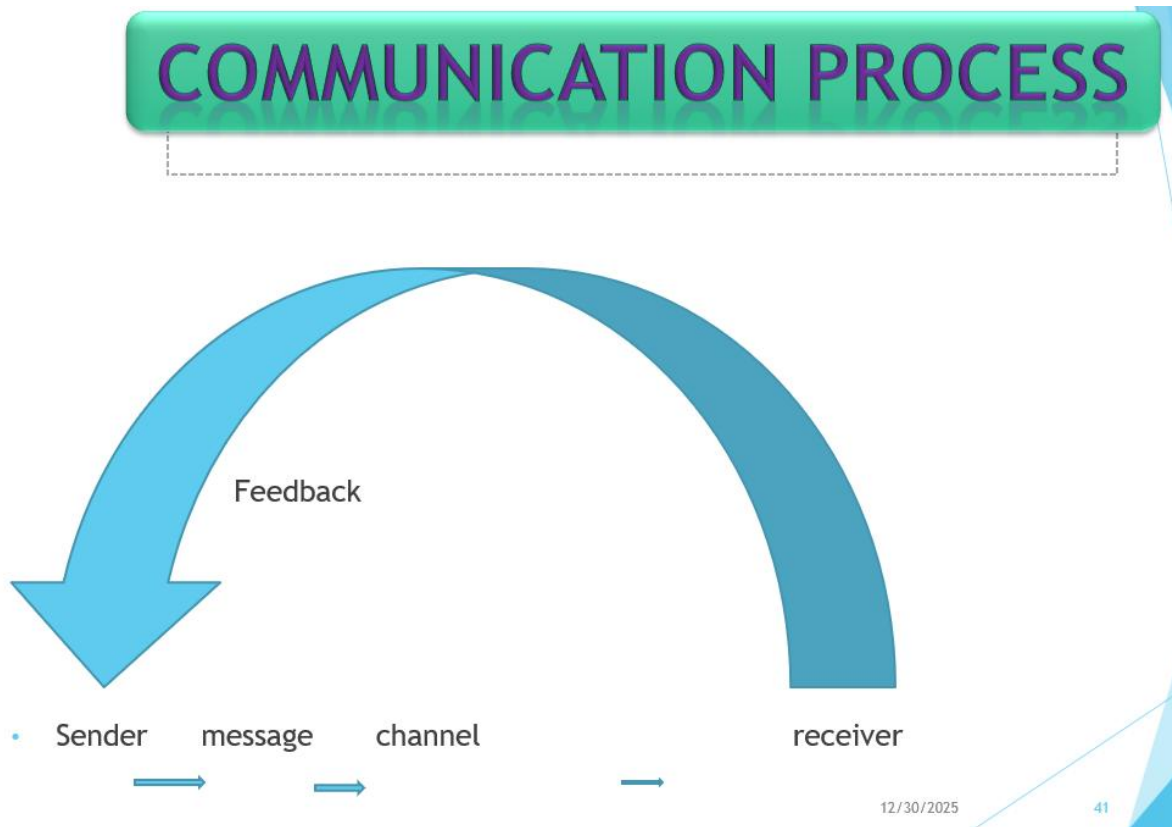 COMMUNICATION PROCESS
Feedback
• Sender message channel receiver
12/30/2025 41